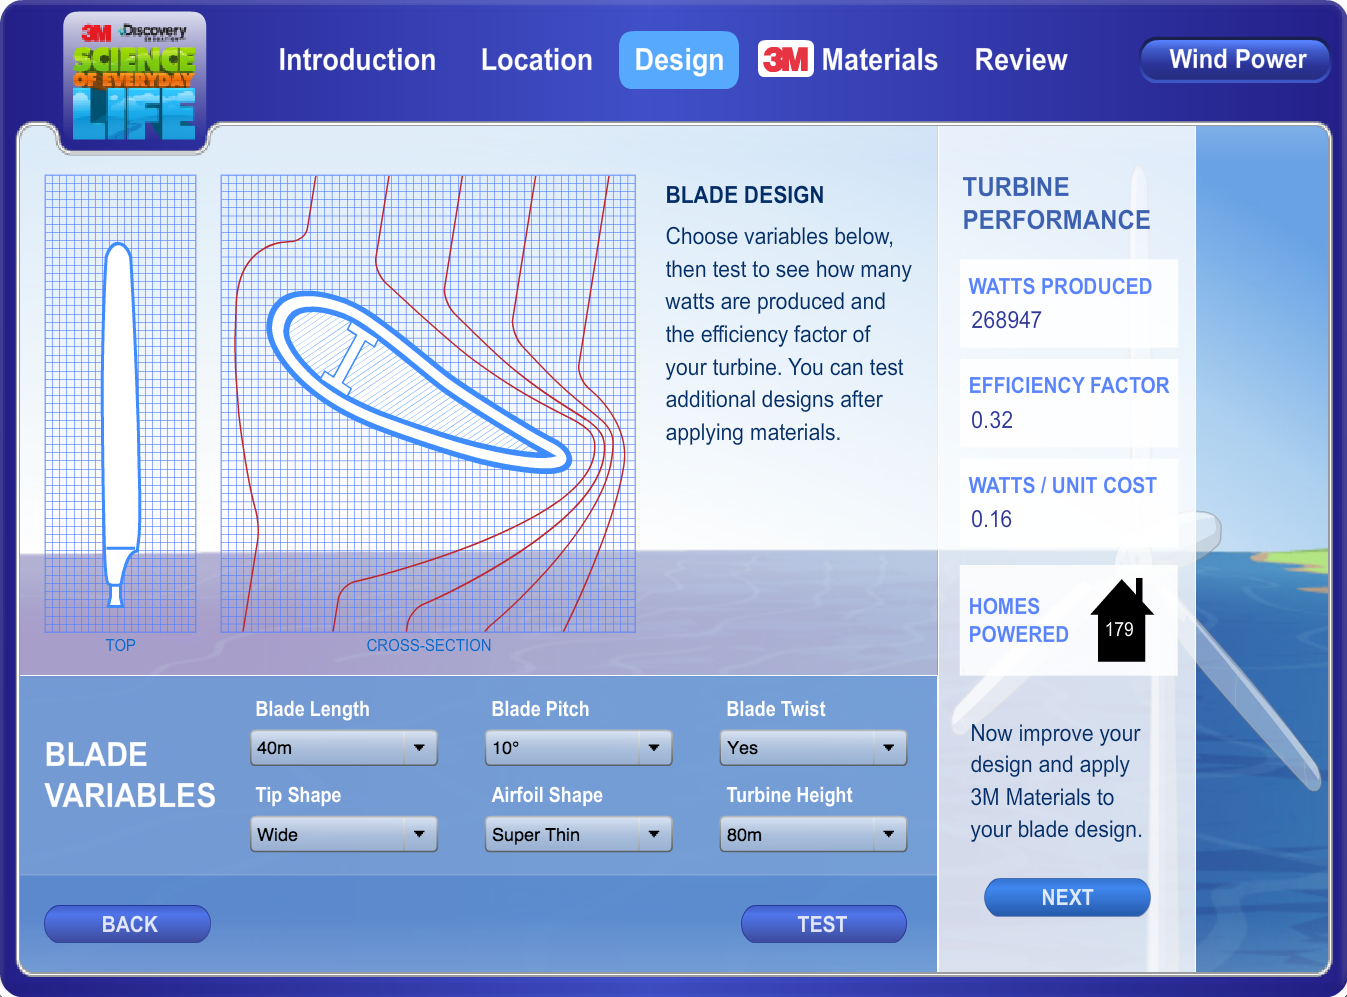 3M Discovery
EDUCATION
SCIENCE
OF EVERYDAY
LIFE
Introduction
Location
Design
3M Materials
Review
Wind Power
BLADE DESIGN
Choose variables below,
then test to see how many
watts are produced and
the efficiency factor of
your turbine. You can test
additional designs after
applying materials.
TOP
CROSS-SECTION
TURBINE
PERFORMANCE
WATTS PRODUCED
268947
EFFICIENCY FACTOR
0.32
WATTS / UNIT COST
0.16
HOMES
POWERED
179
Now improve your
design and apply
3M Materials to
your blade design.
NEXT
BLADE
VARIABLES
Blade Length
40m
Blade Pitch
10°
Blade Twist
Yes
Tip Shape
Wide
Airfoil Shape
Super Thin
Turbine Height
80m
BACK
TEST